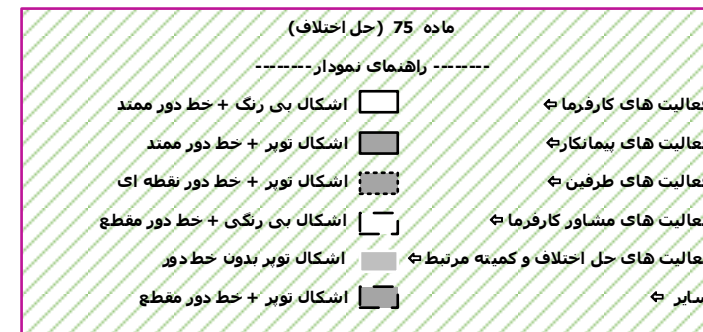 ماده 75 (حل اختلاف)
-------- راهنمای نمودار--------
فعالیت های کارفرما ⇦ اشکال بی رنگ + خط دور ممتد
فعالیت های پیمانکار⇦ اشکال توپر + خط دور ممتد
فعالیت های طرفین ⇦ اشکال توپر + خط دور نقطه ای
فعالیت های مشاور کارفرما ⇦ اشکال بی رنگی + خط دور مقطع
فعالیت های حل اختلاف و کمیته مرتبط⇦ اشکال توپر بدون خط دور
سایر ⇦ اشکال توپر + خط دور مقطع